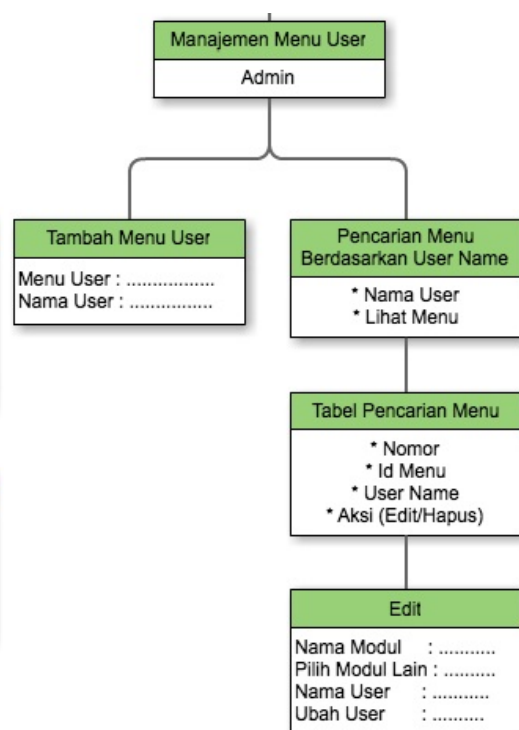 Manajemen Menu User
Admin
Tambah Menu User
Menu User : .................
Nama User : ................
Pencarian Menu
Berdasarkan User Name
* Nama User
* Lihat Menu
Tabel Pencarian Menu
* Nomor
* Id Menu
* User Name
* Aksi (Edit/Hapus)
Edit
Nama Modul : ...........
Pilih Modul Lain : ..........
Nama User : ...........
Ubah User : ..........